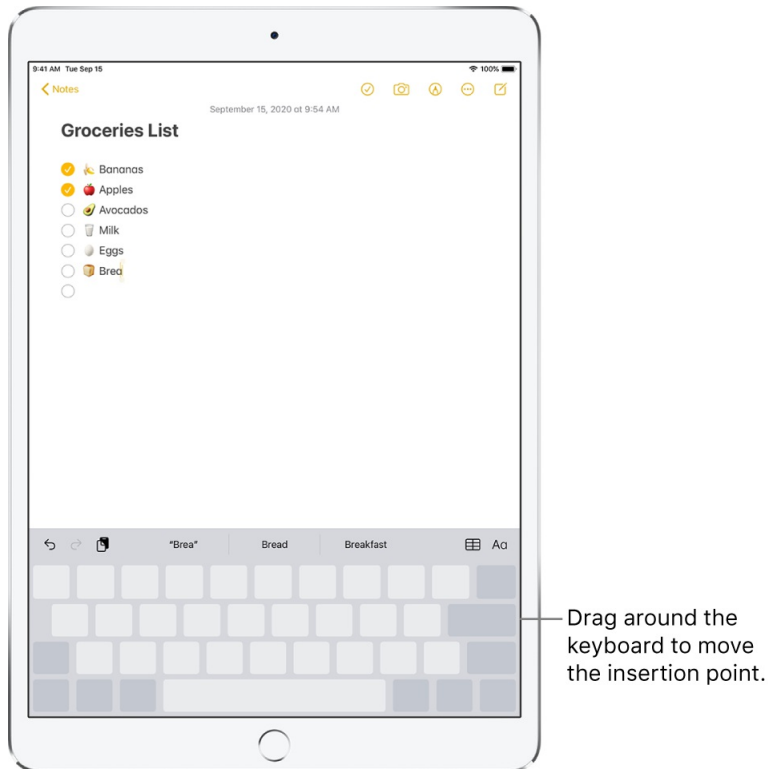 9:41 AM Tue Sep 15 100%
Notes
September 15, 2020 at 9:54 AM
Groceries List
Bananas
Apples
Avocados
Milk
Eggs
Brea
"Brea" Bread Breakfast Aa
Drag around the
keyboard to move
the insertion point.